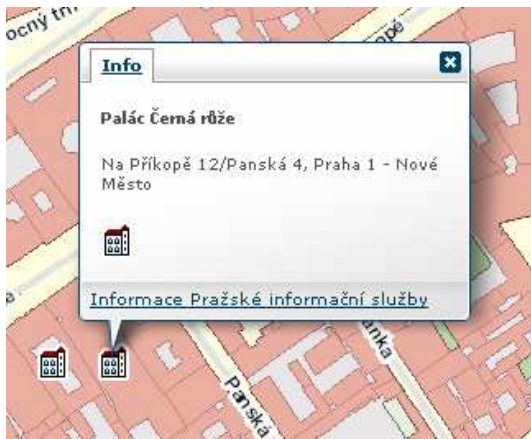 ocný trh
opě
Info
Palác Černá růže
Na Příkopě 12/Panská 4, Praha 1 - Nové
Město
Informace Pražské informační služby
anka
Panská